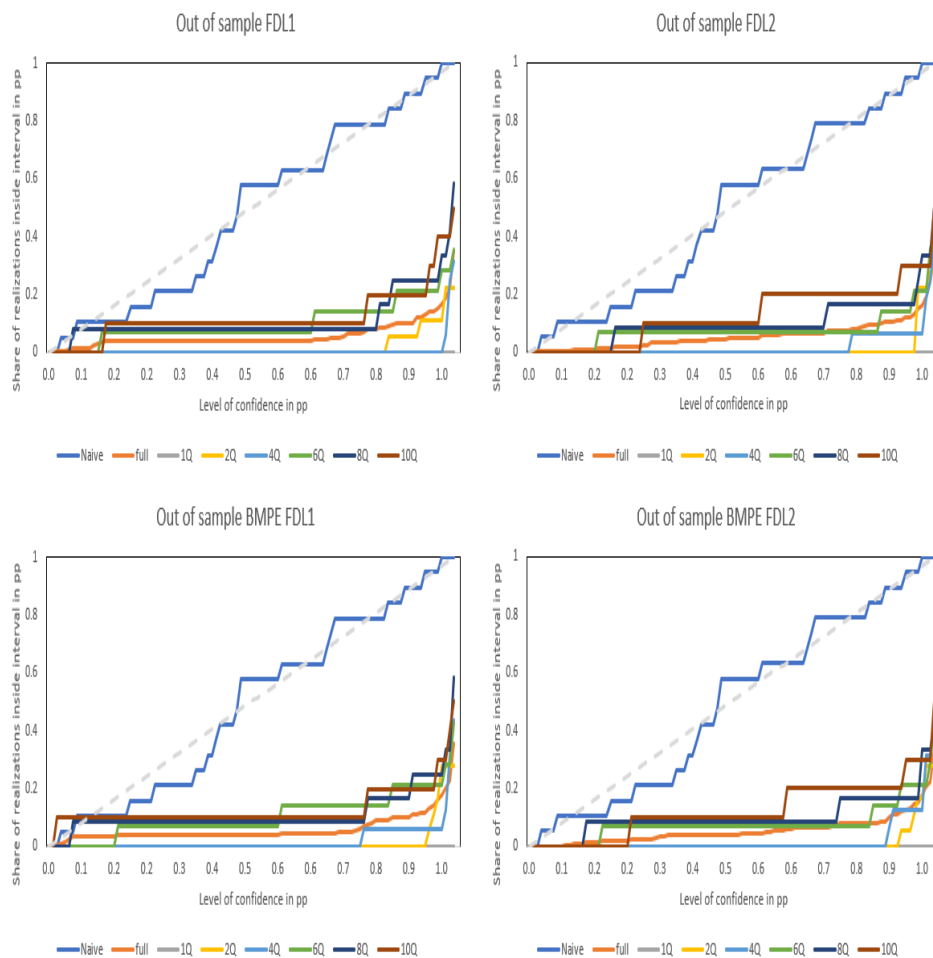 Out of sample FDL1
Share of realizations inside interval in pp
1
0.8
0.6
0.4
0.2
0
0.0 0.1 0.2 0.2 0.3 0.4 0.5 0.6 0.6 0.7 0.8 0.9 1.0
Level of confidence in pp
Naive full 1Q 2Q 4Q 6Q 8Q 10Q
Out of sample FDL2
Share of realizations inside interval in pp
1
0.8
0.6
0.4
0.2
0
0.0 0.1 0.2 0.2 0.3 0.4 0.5 0.6 0.6 0.7 0.8 0.9 1.0
Level of confidence in pp
Naive full 1Q 2Q 4Q 6Q 8Q 10Q
Out of sample BMPE FDL1
Share of realizations inside interval in pp
1
0.8
0.6
0.4
0.2
0
0.0 0.1 0.2 0.2 0.3 0.4 0.5 0.6 0.6 0.7 0.8 0.9 1.0
Level of confidence in pp
Naive full 1Q 2Q 4Q 6Q 8Q 10Q
Out of sample BMPE FDL2
Share of realizations inside interval in pp
1
0.8
0.6
0.4
0.2
0
0.0 0.1 0.2 0.2 0.3 0.4 0.5 0.6 0.6 0.7 0.8 0.9 1.0
Level of confidence in pp
Naive full 1Q 2Q 4Q 6Q 8Q 10Q